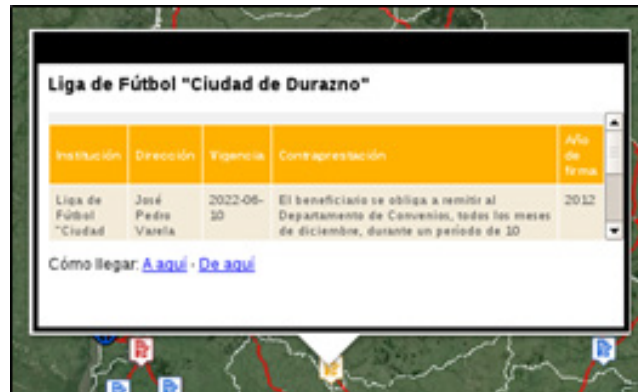 Liga de Fútbol "Ciudad de Durazno"
Institución Dirección Vigencia Contraprestación Año de firma
Liga de José 2022-06- El beneficiario se obliga a remitir al 2012
Fútbol Pedro 10 Departamento de Convenios, todos los meses
"Ciudad Varela de diciembre, durante un período de 10
Cómo llegar: A aquí - De aquí